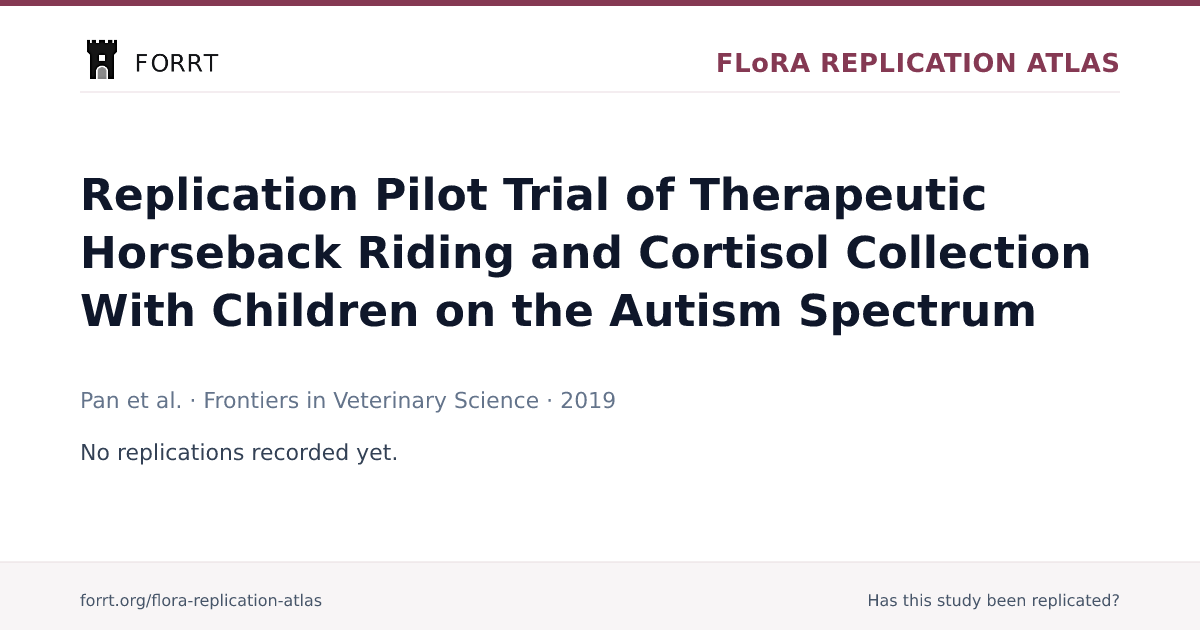 FORRT
FLoRA REPLICATION ATLAS
Replication Pilot Trial of Therapeutic
Horseback Riding and Cortisol Collection
With Children on the Autism Spectrum
Pan et al. · Frontiers in Veterinary Science · 2019
No replications recorded yet.
forrt.org/flora-replication-atlas
Has this study been replicated?